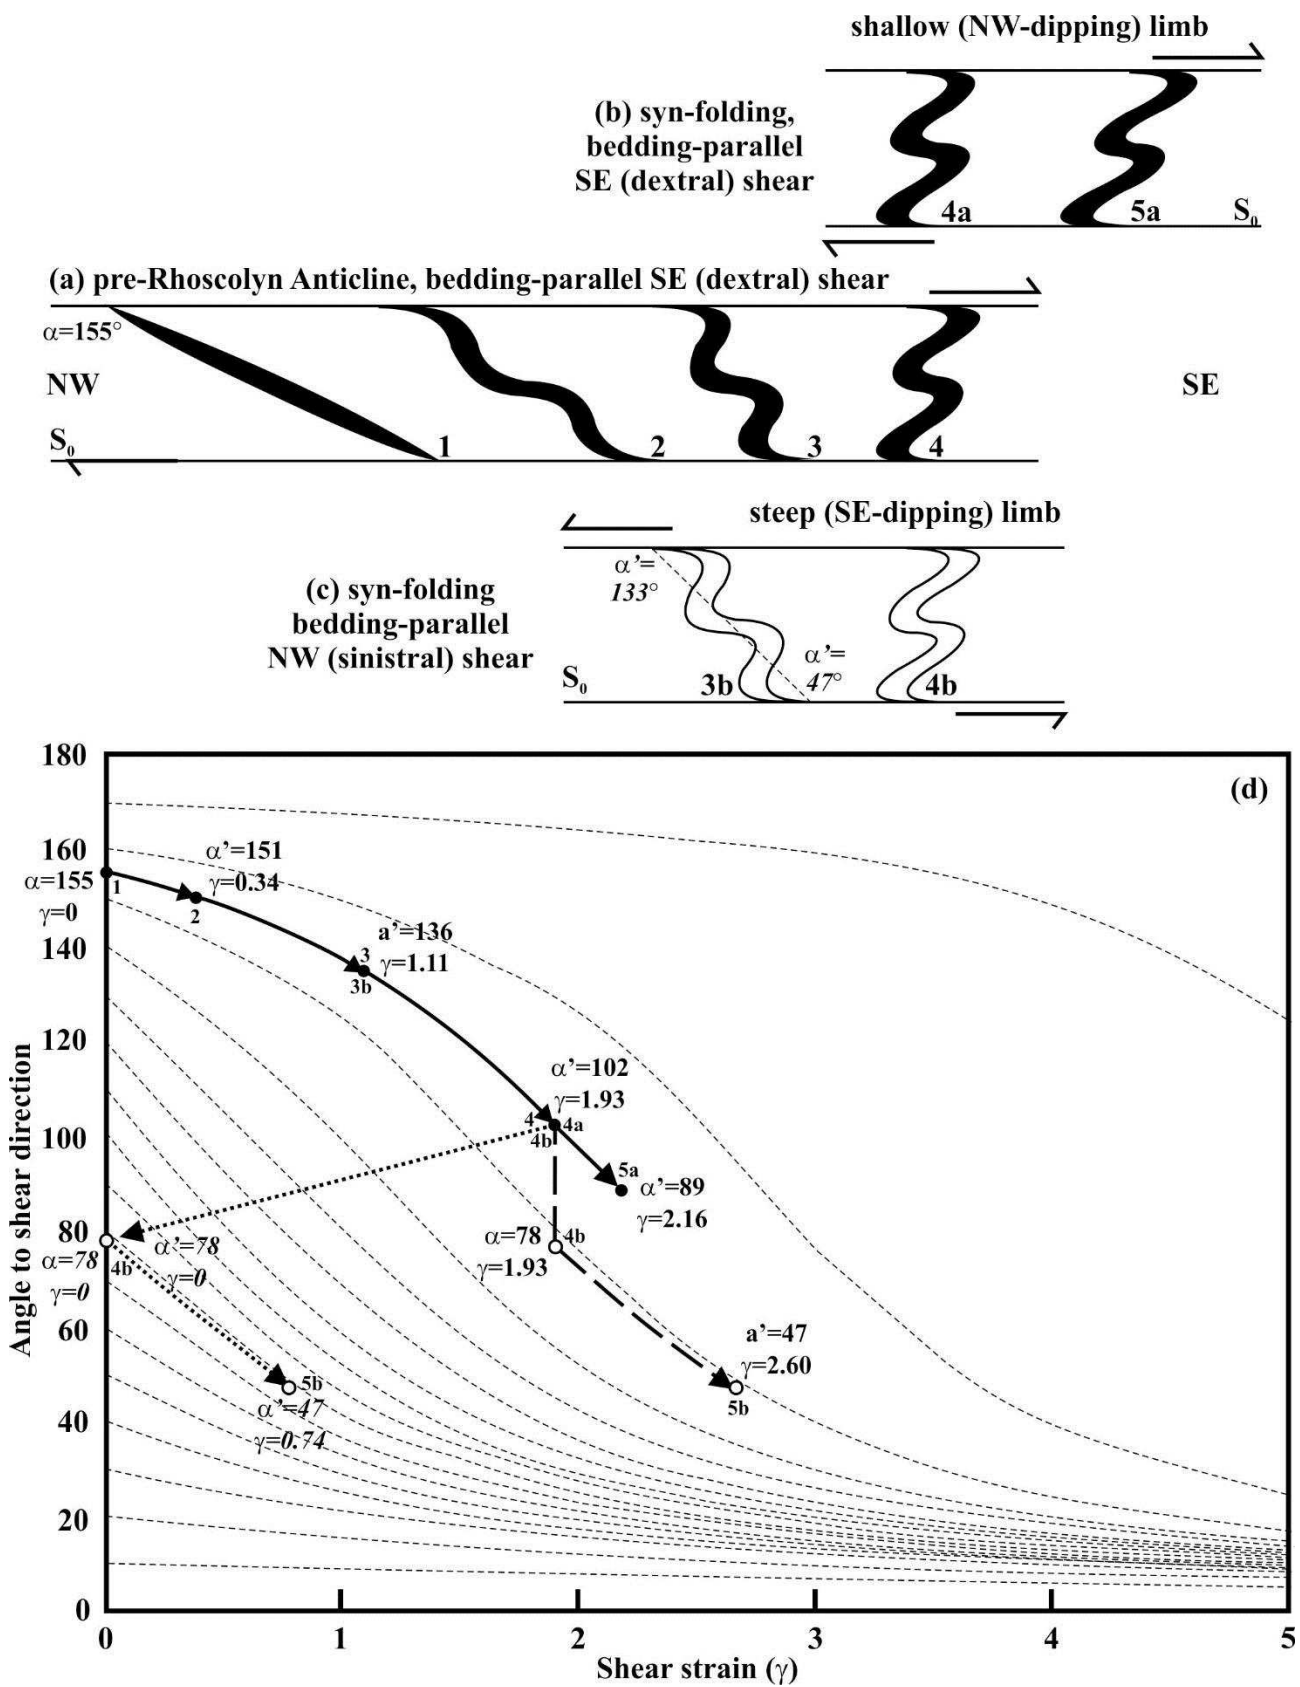 shallow (NW-dipping) limb
(b) syn-folding,
bedding-parallel
SE (dextral) shear
4a
5a
S₀
(a) pre-Rhoscolyn Anticline, bedding-parallel SE (dextral) shear
α=155°
NW
SE
S₀
1
2
3
4
steep (SE-dipping) limb
(c) syn-folding
bedding-parallel
NW (sinistral) shear
α’=
133°
α’=
47°
S₀
3b
4b
(d)
180
160
140
120
100
80
60
40
20
0
Angle to shear direction
α=155
γ=0
1
α’=151
γ=0.34
2
a’=136
γ=1.11
3
3b
α’=102
γ=1.93
4
4b
4a
5a
α’=89
γ=2.16
α=78
γ=1.93
4b
α=78
γ=0
4b
α’=78
γ=0
5b
α’=47
γ=0.74
a’=47
γ=2.60
5b
0
1
2
3
4
5
Shear strain (γ)